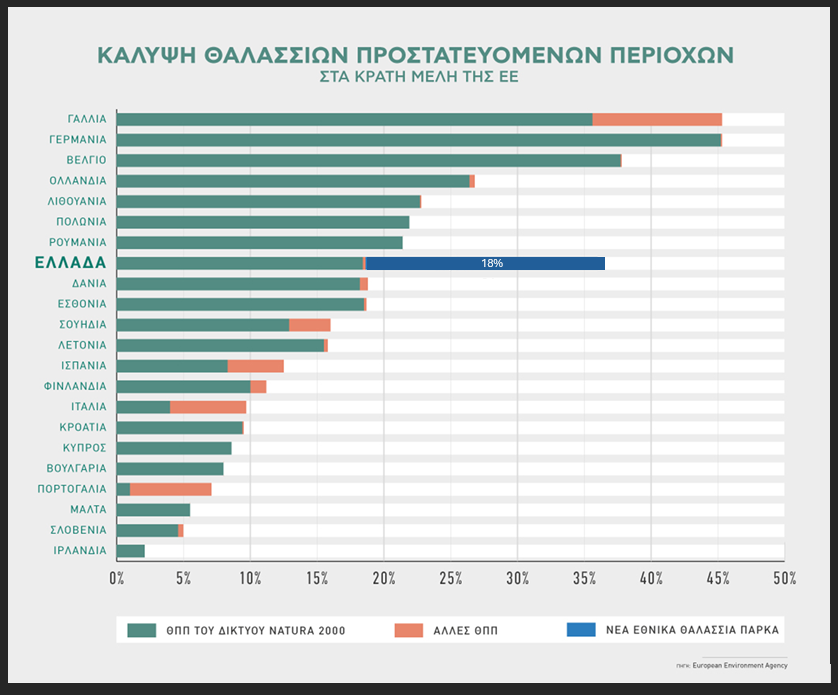 ΚΑΛΥΨΗ ΘΑΛΑΣΣΙΩΝ ΠΡΟΣΤΑΤΕΥΟΜΕΝΩΝ ΠΕΡΙΟΧΩΝ
ΣΤΑ ΚΡΑΤΗ ΜΕΛΗ ΤΗΣ ΕΕ
ΓΑΛΛΙΑ
ΓΕΡΜΑΝΙΑ
ΒΕΛΓΙΟ
ΟΛΛΑΝΔΙΑ
ΛΙΘΟΥΑΝΙΑ
ΠΟΛΩΝΙΑ
ΡΟΥΜΑΝΙΑ
ΕΛΛΑΔΑ 18%
ΔΑΝΙΑ
ΕΣΘΟΝΙΑ
ΣΟΥΗΔΙΑ
ΛΕΤΟΝΙΑ
ΙΣΠΑΝΙΑ
ΦΙΝΛΑΝΔΙΑ
ΙΤΑΛΙΑ
ΚΡΟΑΤΙΑ
ΚΥΠΡΟΣ
ΒΟΥΛΓΑΡΙΑ
ΠΟΡΤΟΓΑΛΙΑ
ΜΑΛΤΑ
ΣΛΟΒΕΝΙΑ
ΙΡΛΑΝΔΙΑ
0% 5% 10% 15% 20% 25% 30% 35% 40% 45% 50%
ΘΠΠ ΤΟΥ ΔΙΚΤΥΟΥ NATURA 2000 ΑΛΛΕΣ ΘΠΠ ΝΕΑ ΕΘΝΙΚΑ ΘΑΛΑΣΣΙΑ ΠΑΡΚΑ
ΠΗΓΗ: European Environment Agency